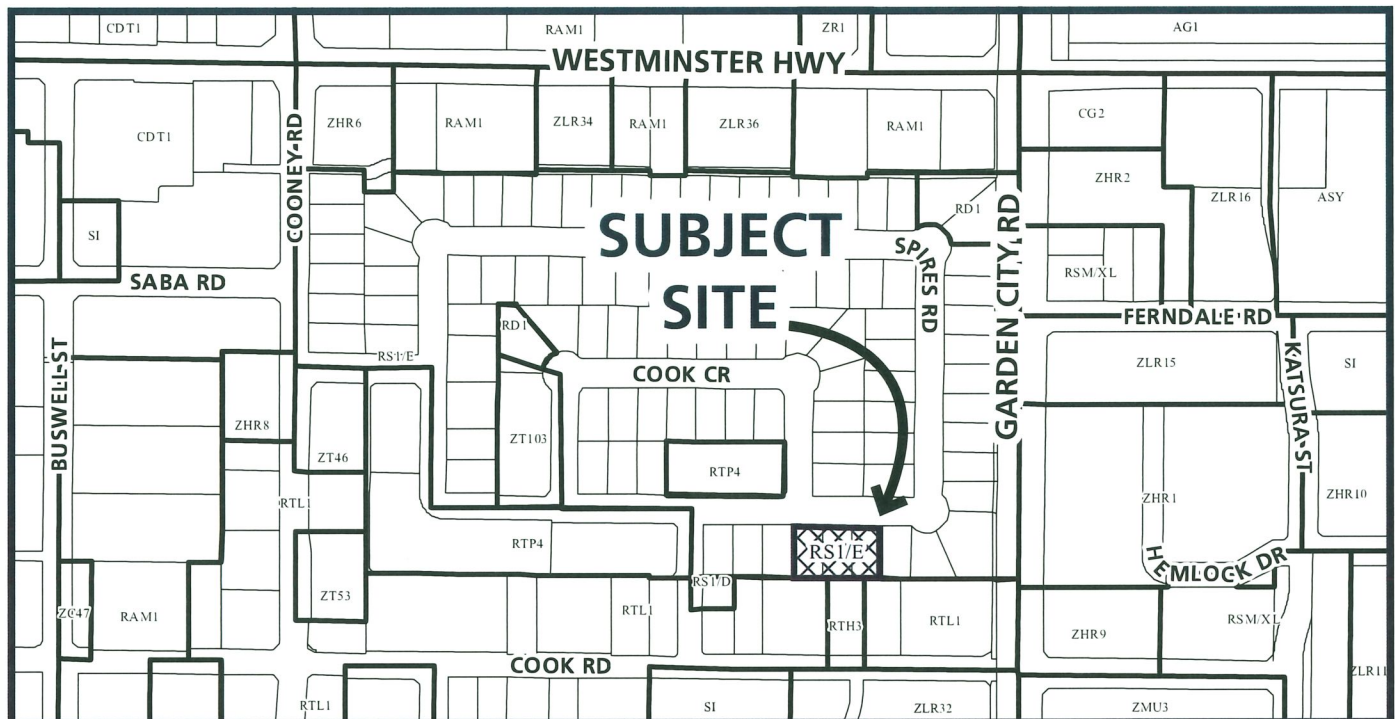 CDT1
RAM1
ZR1
AG1
WESTMINSTER HWY
CDT1
COONEY RD
ZHR6
RAM1
ZLR34
RAM1
ZLR36
RAM1
CG2
ZHR2
ZLR16
ASY
SI
SABA RD
SUBJECT
SITE
RD1
SPIRES RD
GARDEN CITY RD
RSM/XL
FERNDALE RD
BUSWELL ST
RS1/E
RD1
COOK CR
ZLR15
KATSURA ST
SI
ZHR8
ZT46
ZT103
RTP4
RTL1
ZHR1
ZHR10
RTP4
RS1/E
HEMLOCK DR
ZC47
RAM1
ZT53
RTL1
RS1/D
RTH3
RTL1
ZHR9
RSM/XL
COOK RD
ZLR11
RTL1
SI
ZLR32
ZMU3